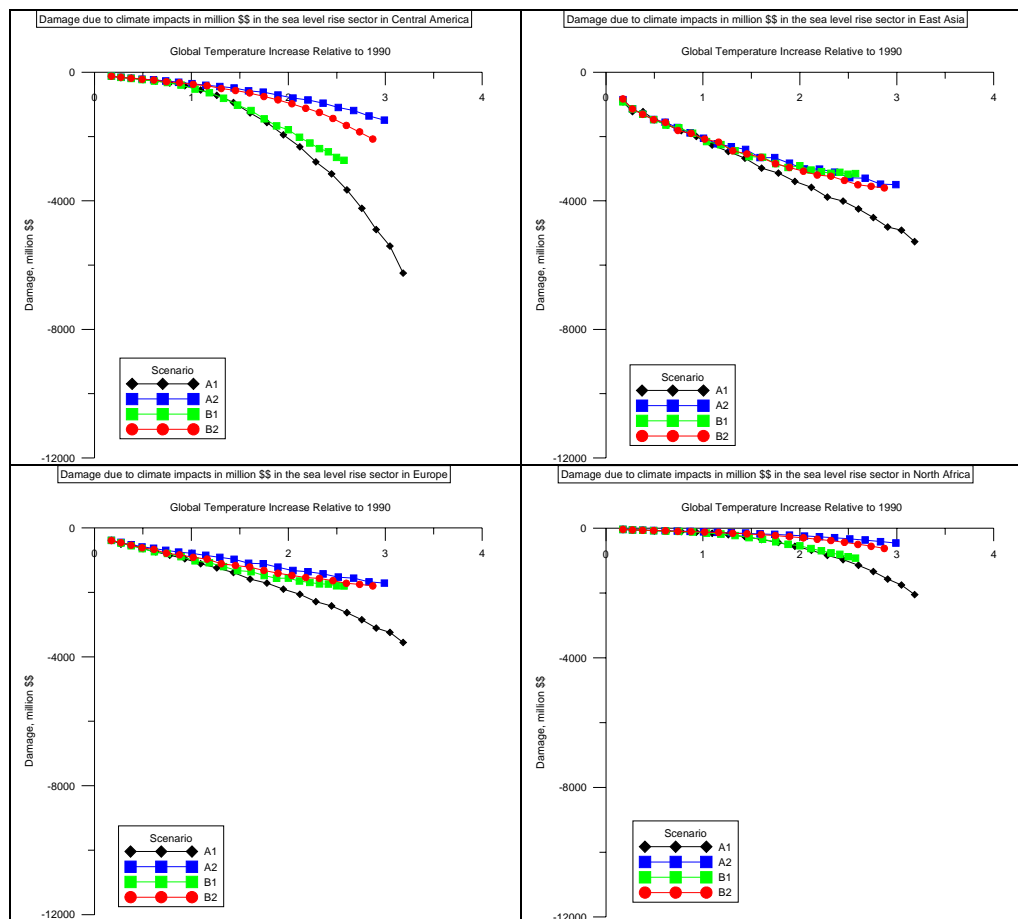 Damage due to climate impacts in million $$ in the sea level rise sector in Central America
Global Temperature Increase Relative to 1990
0
0 1 2 3 4
-4000
-8000
-12000
Damage, million $$
Scenario
A1
A2
B1
B2
Damage due to climate impacts in million $$ in the sea level rise sector in East Asia
Global Temperature Increase Relative to 1990
0
0 1 2 3 4
-4000
-8000
-12000
Damage, million $$
Scenario
A1
A2
B1
B2
Damage due to climate impacts in million $$ in the sea level rise sector in Europe
Global Temperature Increase Relative to 1990
0
0 1 2 3 4
-4000
-8000
-12000
Damage, million $$
Scenario
A1
A2
B1
B2
Damage due to climate impacts in million $$ in the sea level rise sector in North Africa
Global Temperature Increase Relative to 1990
0
0 1 2 3 4
-4000
-8000
-12000
Damage, million $$
Scenario
A1
A2
B1
B2